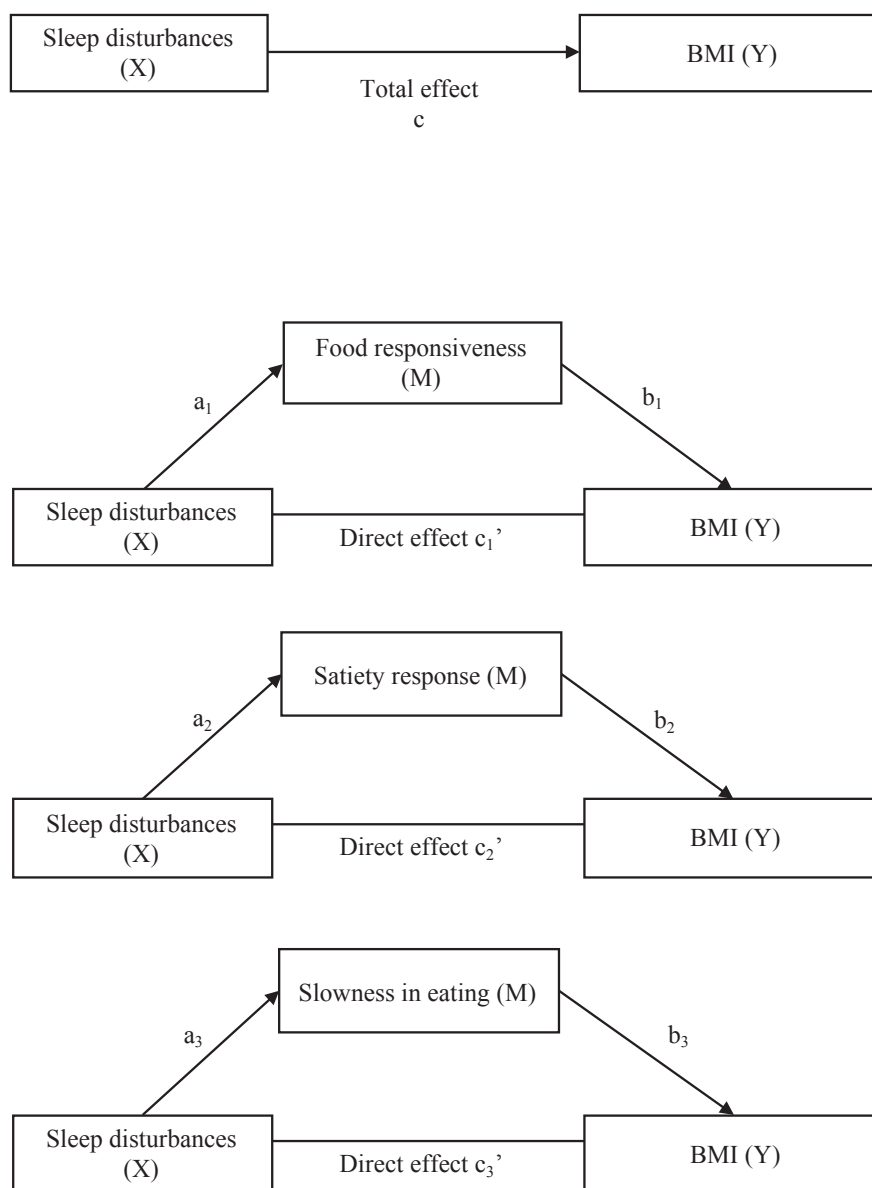 Sleep disturbances
(X)
BMI (Y)
Total effect
c
Food responsiveness
(M)
a₁
b₁
Sleep disturbances
(X)
Direct effect c₁’
BMI (Y)
Satiety response (M)
a₂
b₂
Sleep disturbances
(X)
Direct effect c₂’
BMI (Y)
Slowness in eating (M)
a₃
b₃
Sleep disturbances
(X)
Direct effect c₃’
BMI (Y)